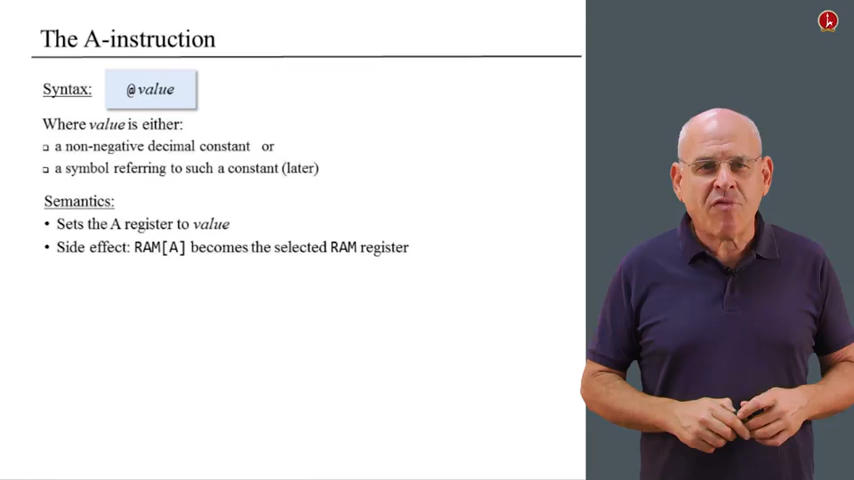 The A-instruction
Syntax: @value
Where value is either:
a non-negative decimal constant or
a symbol referring to such a constant (later)
Semantics:
• Sets the A register to value
• Side effect: RAM[A] becomes the selected RAM register